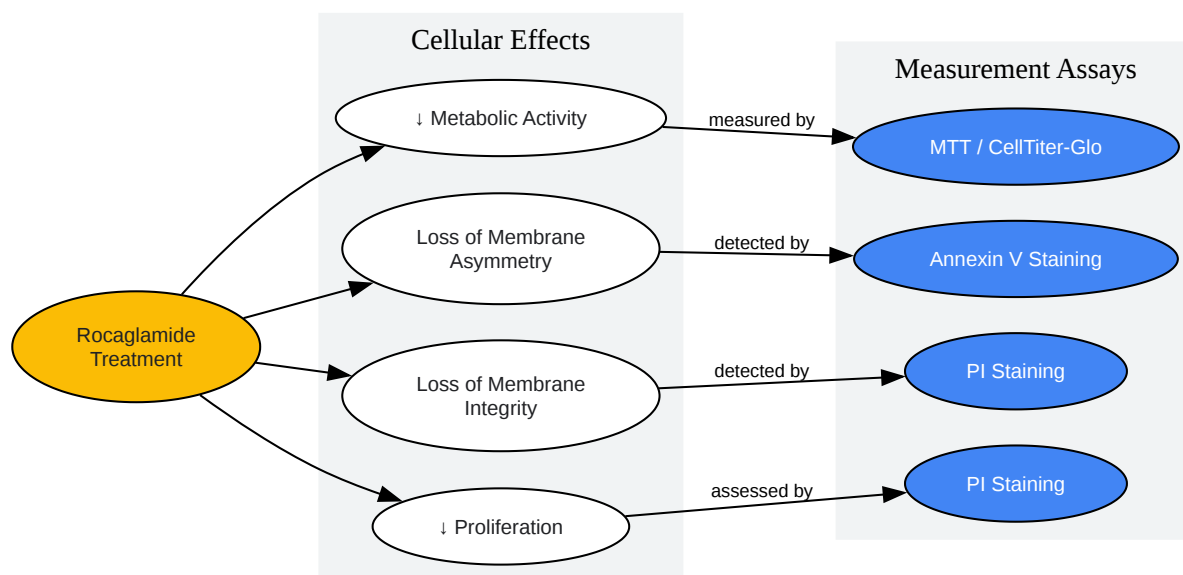 Cellular Effects
Measurement Assays
↓ Metabolic Activity
measured by
MTT / CellTiter-Glo
Loss of Membrane
Asymmetry
detected by
Annexin V Staining
Rocaglamide
Treatment
Loss of Membrane
Integrity
detected by
PI Staining
↓ Proliferation
assessed by
PI Staining